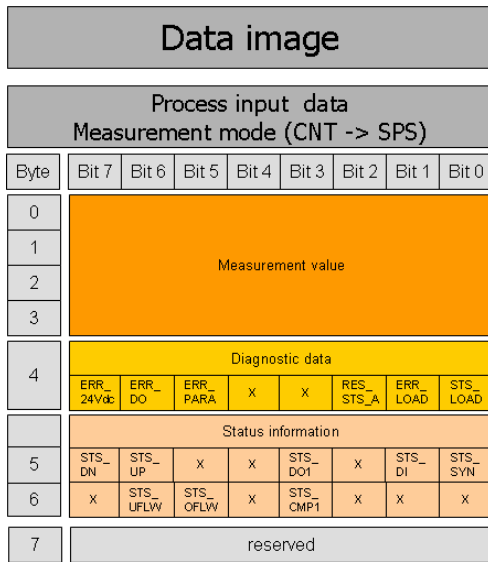 Data image
Process input data
Measurement mode (CNT -> SPS)
Byte Bit 7 Bit 6 Bit 5 Bit 4 Bit 3 Bit 2 Bit 1 Bit 0
0
1
Measurement value
2
3
Diagnostic data
4
ERR_ ERR_ ERR_ X X RES_ ERR_ STS_
24Vdc DO PARA STS_A LOAD LOAD
Status information
5 STS_ STS_ X X STS_ X STS_ STS_
DN UP DO1 DI SYN
6 X STS_ STS_ X STS_ X X X
UFLW OFLW CMP1
7 reserved